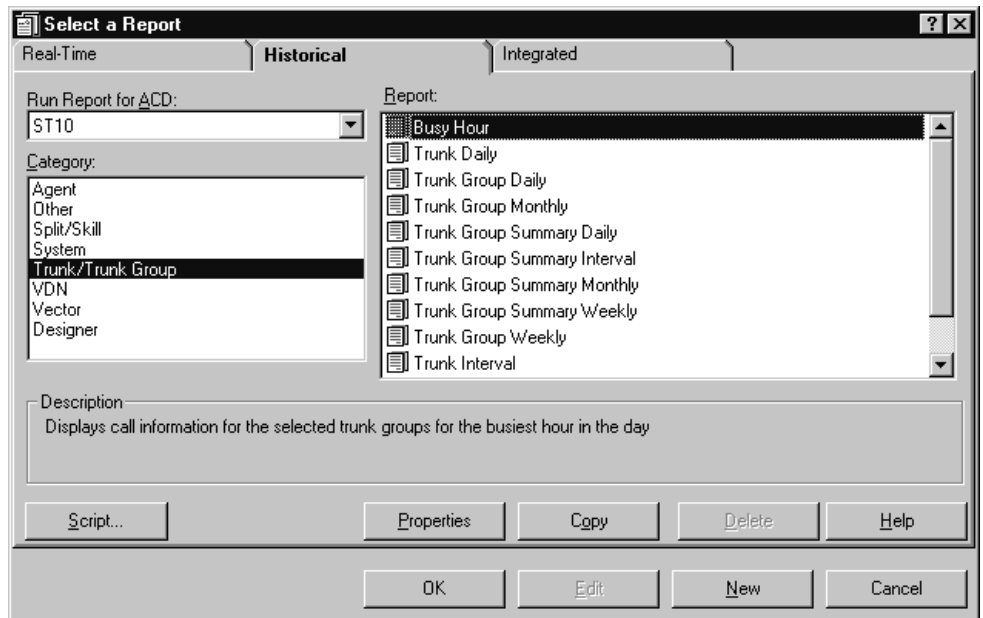 Select a Report
Real-Time
Historical
Integrated
Run Report for ACD:
ST10
Category:
Agent
Other
Split/Skill
System
Trunk/Trunk Group
VDN
Vector
Designer
Report:
Busy Hour
Trunk Daily
Trunk Group Daily
Trunk Group Monthly
Trunk Group Summary Daily
Trunk Group Summary Interval
Trunk Group Summary Monthly
Trunk Group Summary Weekly
Trunk Group Weekly
Trunk Interval
Description
Displays call information for the selected trunk groups for the busiest hour in the day
Script...
Properties
Copy
Delete
Help
OK
Edit
New
Cancel